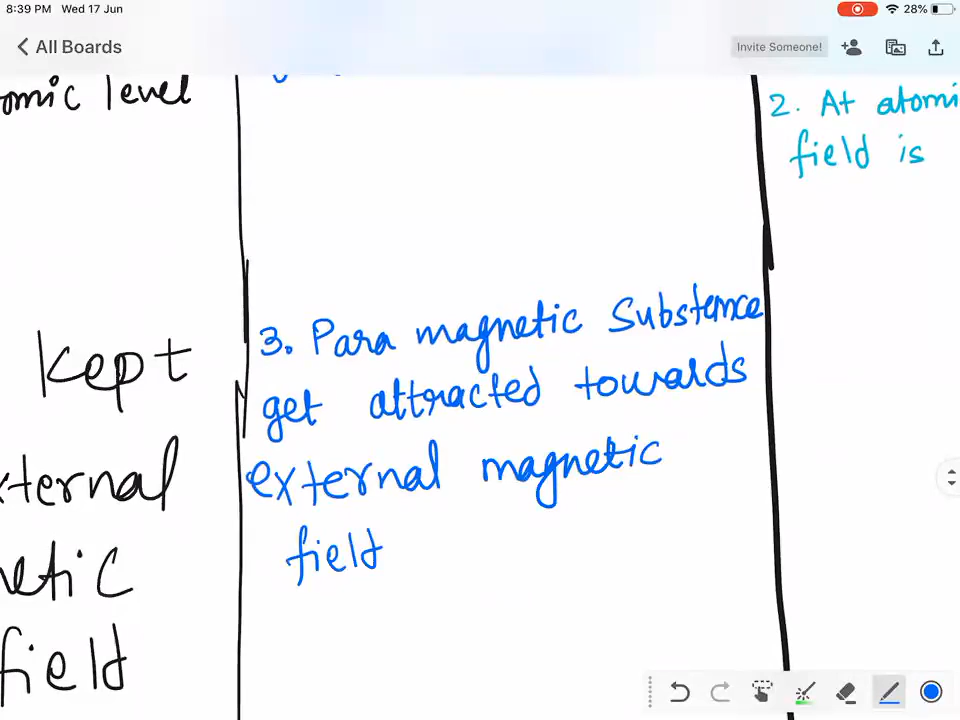 8:39 PM Wed 17 Jun
28%
All Boards
Invite Someone!
omic level
2. At atomi
field is
Kept
xternal
netic
field
3. Para magnetic Substence
get attracted towards
external magnetic
field